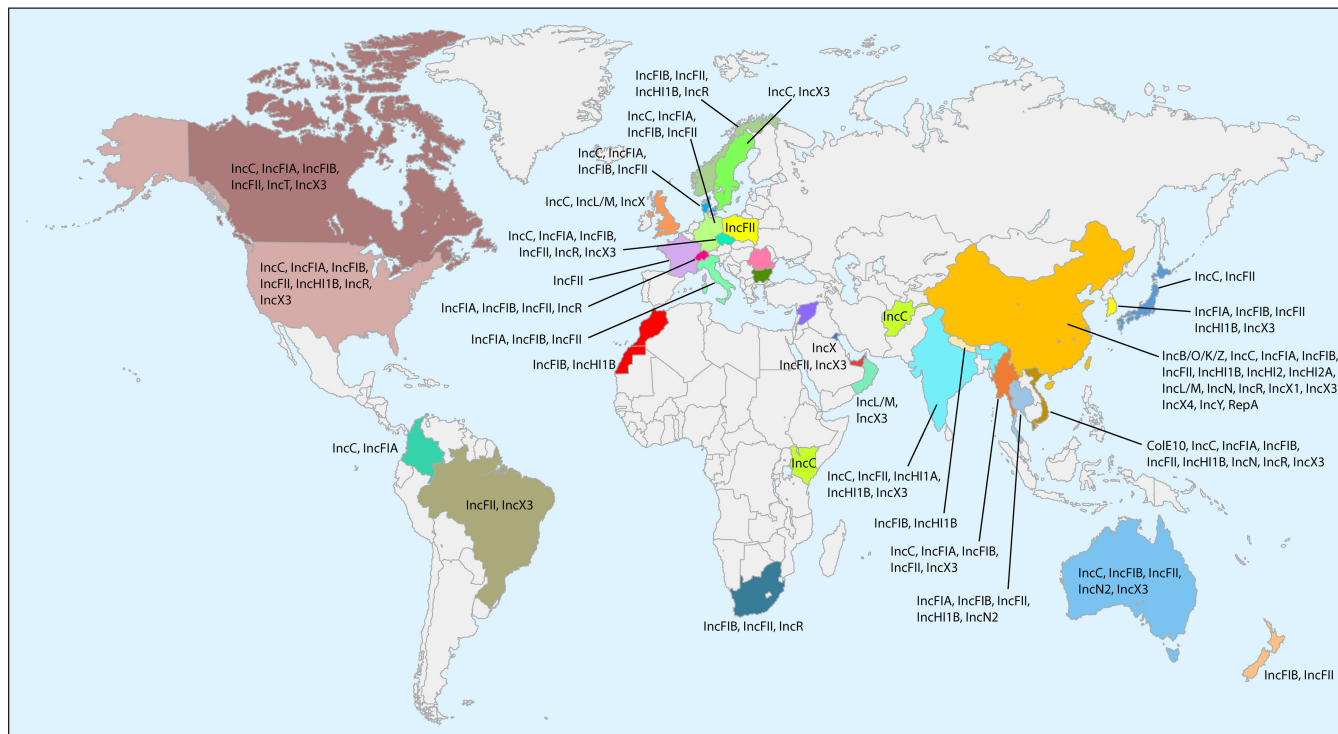 IncFIB, IncFII,
IncHI1B, IncR
IncC, IncX3
IncC, IncFIA,
IncFIB, IncFII
IncC, IncFIA,
IncFIB, IncFII
IncC, IncFIA, IncFIB,
IncFII, IncT, IncX3
IncC, IncL/M, IncX
IncFII
IncC, IncFIA, IncFIB,
IncFII, IncR, IncX3
IncC, IncFIA, IncFIB,
IncFII, IncHI1B, IncR,
IncX3
IncFII
IncFIA, IncFIB, IncFII, IncR
IncFIA, IncFIB, IncFII
IncFIB, IncHI1B
IncC
IncX
IncFII, IncX3
IncL/M,
IncX3
IncC, IncFII
IncFIA, IncFIB, IncFII
IncHI1B, IncX3
IncB/O/K/Z, IncC, IncFIA, IncFIB,
IncFII, IncHI1B, IncHI2, IncHI2A,
IncL/M, IncN, IncR, IncX1, IncX3
IncX4, IncY, RepA
ColE10, IncC, IncFIA, IncFIB,
IncFII, IncHI1B, IncN, IncR, IncX3
IncC, IncFIA
IncC
IncC, IncFII, IncHI1A,
IncHI1B, IncX3
IncFII, IncX3
IncFIB, IncHI1B
IncC, IncFIA, IncFIB,
IncFII, IncX3
IncFIA, IncFIB, IncFII,
IncHI1B, IncN2
IncC, IncFIB, IncFII,
IncN2, IncX3
IncFIB, IncFII, IncR
IncFIB, IncFII